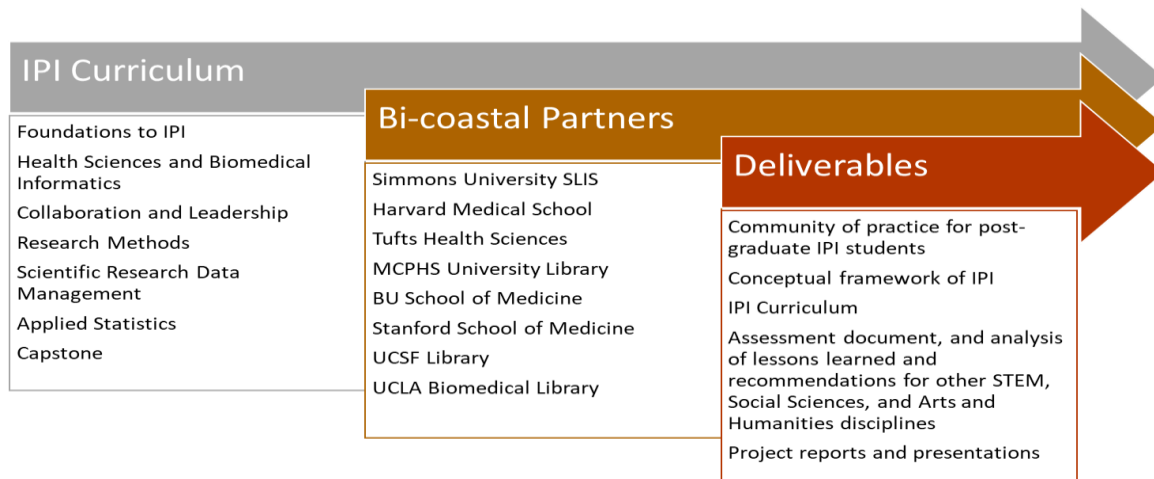 IPI Curriculum
Foundations to IPI
Health Sciences and Biomedical
Informatics
Collaboration and Leadership
Research Methods
Scientific Research Data
Management
Applied Statistics
Capstone
Bi-coastal Partners
Simmons University SLIS
Harvard Medical School
Tufts Health Sciences
MCPHS University Library
BU School of Medicine
Stanford School of Medicine
UCSF Library
UCLA Biomedical Library
Deliverables
Community of practice for post-
graduate IPI students
Conceptual framework of IPI
IPI Curriculum
Assessment document, and analysis
of lessons learned and
recommendations for other STEM,
Social Sciences, and Arts and
Humanities disciplines
Project reports and presentations